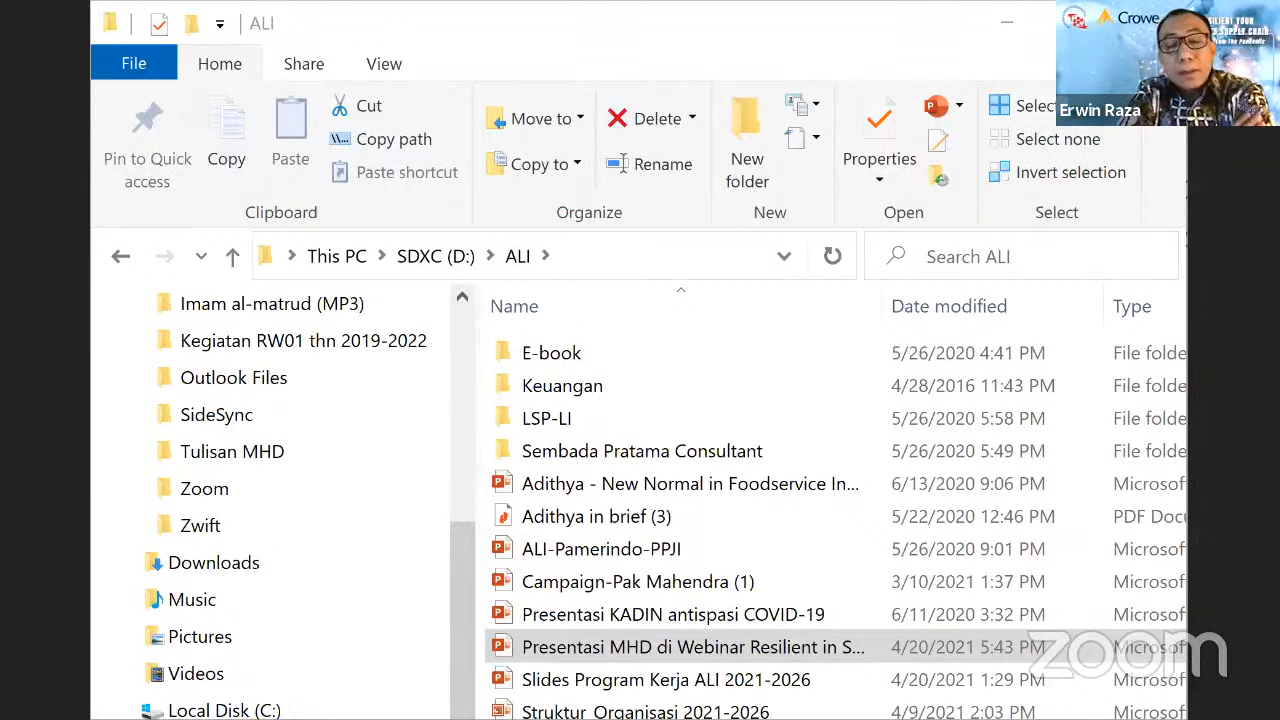 ALI
Crowe
File
Home
Share
View
Erwin Raza
Pin to Quick
access
Copy
Paste
Cut
Copy path
Paste shortcut
Clipboard
Move to
Copy to
Delete
Rename
Organize
New
folder
New
Properties
Open
Select none
Invert selection
Select
This PC
SDXC (D:)
ALI
Search ALI
Imam al-matrud (MP3)
Kegiatan RW01 thn 2019-2022
Outlook Files
SideSync
Tulisan MHD
Zoom
Zwift
Downloads
Music
Pictures
Videos
Local Disk (C:)
Name Date modified Type
E-book 5/26/2020 4:41 PM File folde
Keuangan 4/28/2016 11:43 PM File folde
LSP-LI 5/26/2020 5:58 PM File folde
Sembada Pratama Consultant 5/26/2020 5:49 PM File folde
Adithya - New Normal in Foodservice In... 6/13/2020 9:06 PM Microsof
Adithya in brief (3) 5/22/2020 12:46 PM PDF Docu
ALI-Pamerindo-PPJI 5/26/2020 9:01 PM Microsof
Campaign-Pak Mahendra (1) 3/10/2021 1:37 PM Microsof
Presentasi KADIN antispasi COVID-19 6/11/2020 3:32 PM Microsof
Presentasi MHD di Webinar Resilient in S... 4/20/2021 5:43 PM Microsof
Slides Program Kerja ALI 2021-2026 4/20/2021 1:29 PM Microsof
Struktur Organisasi 2021-2026 4/9/2021 2:03 PM Microsof
zoom